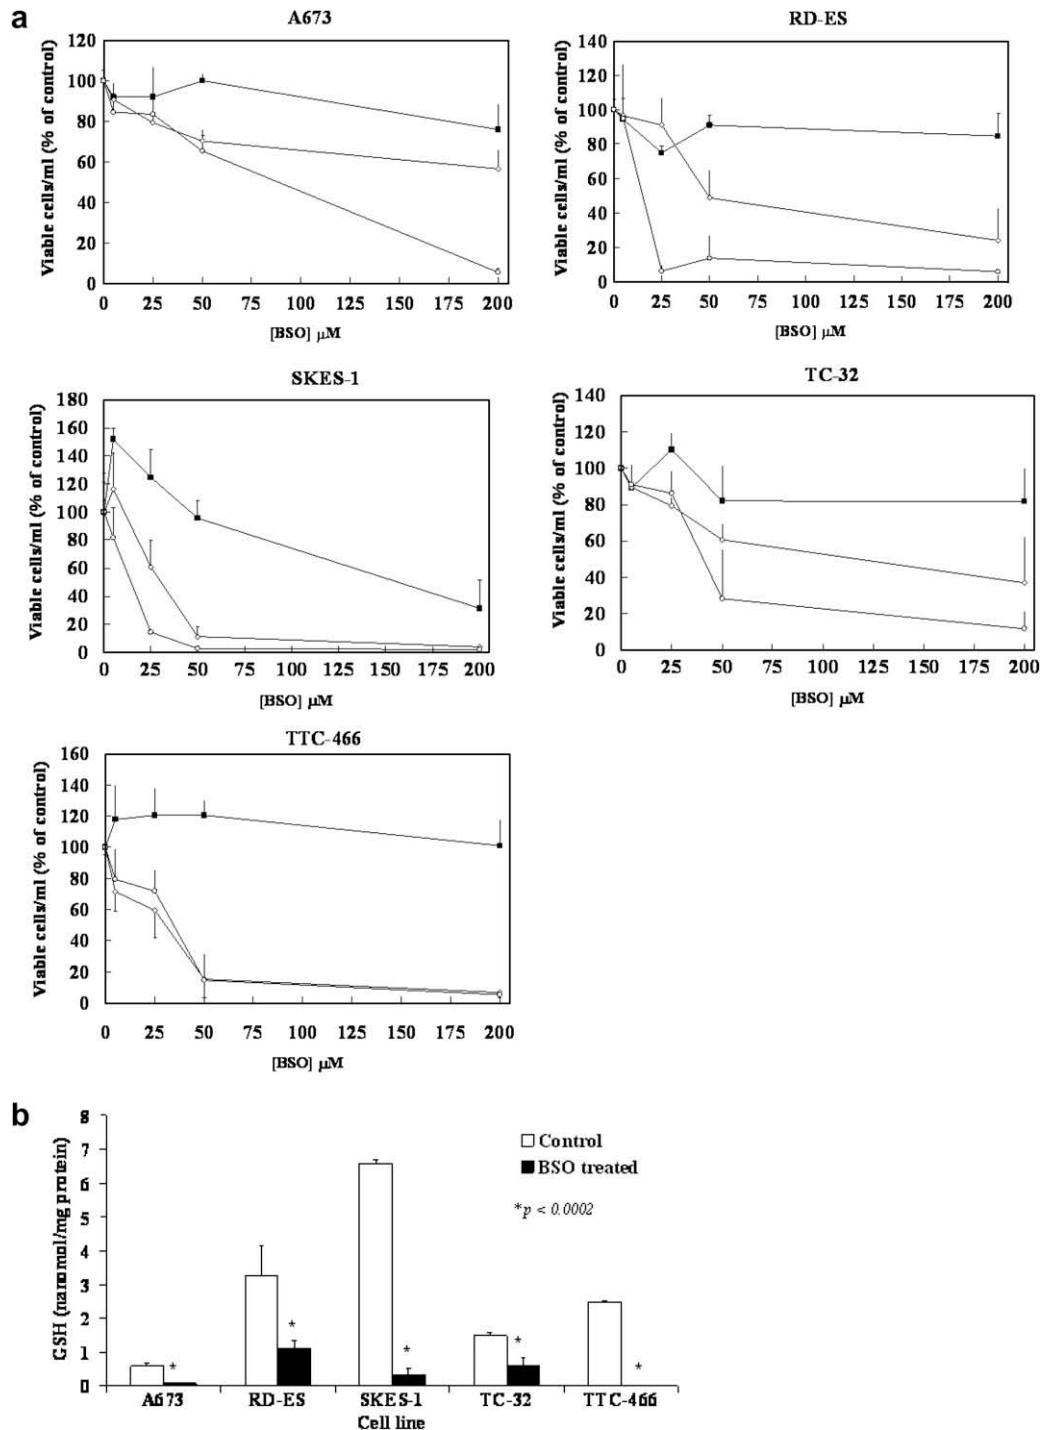 a
A673
Viable cells/ml (% of control)
120
100
80
60
40
20
0
0 25 50 75 100 125 150 175 200
[BSO] μM
RD-ES
Viable cells/ml (% of control)
140
120
100
80
60
40
20
0
0 25 50 75 100 125 150 175 200
[BSO] μM
SKES-1
Viable cells/ml (% of control)
180
160
140
120
100
80
60
40
20
0
0 25 50 75 100 125 150 175 200
[BSO] μM
TC-32
Viable cells/ml (% of control)
140
120
100
80
60
40
20
0
0 25 50 75 100 125 150 175 200
[BSO] μM
TTC-466
Viable cells/ml (% of control)
160
140
120
100
80
60
40
20
0
0 25 50 75 100 125 150 175 200
[BSO] μM
b
GSH (nanomol/mg protein)
8
7
6
5
4
3
2
1
0
Control
BSO treated
*p < 0.0002
* * * * *
A673 RD-ES SKES-1 TC-32 TTC-466
Cell line